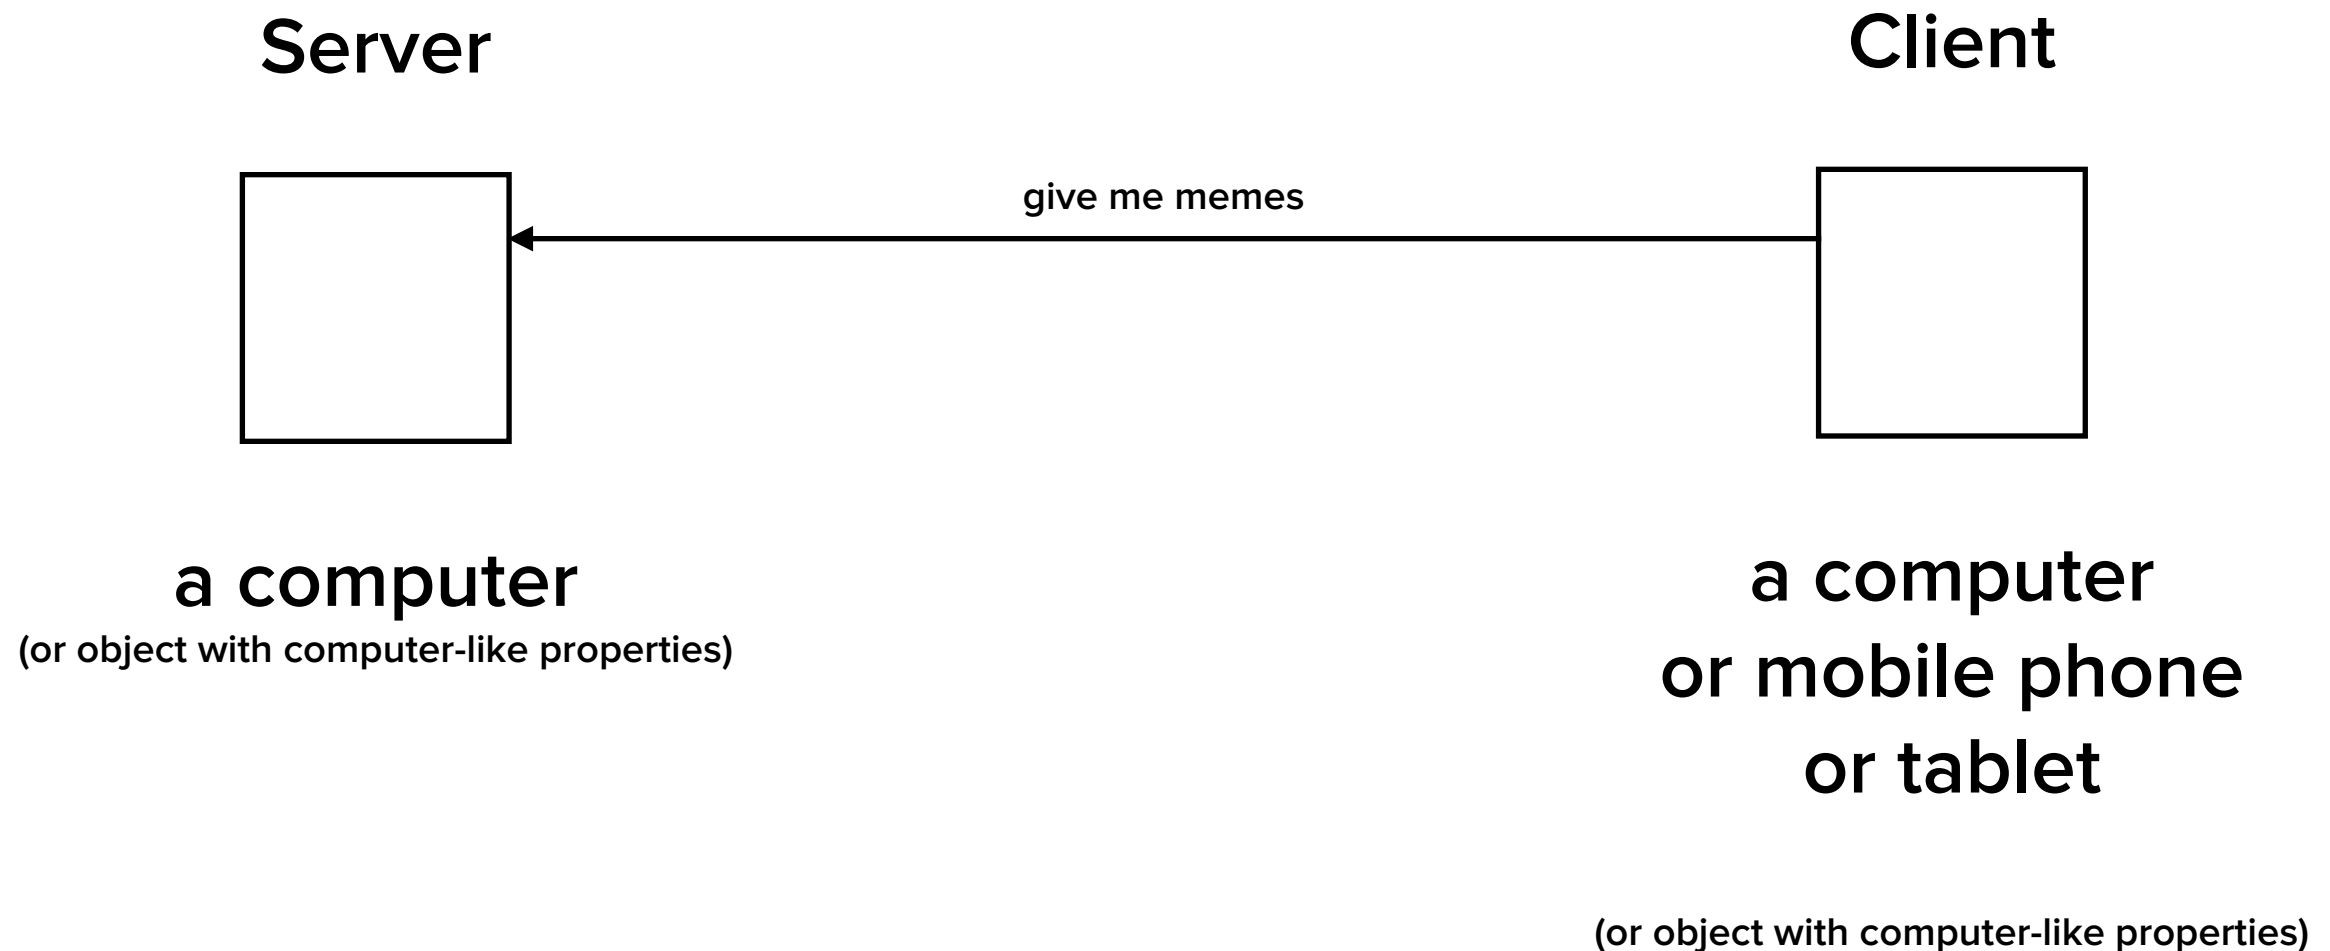 Server
Client
give me memes
a computer
(or object with computer-like properties)
a computer
or mobile phone
or tablet
(or object with computer-like properties)